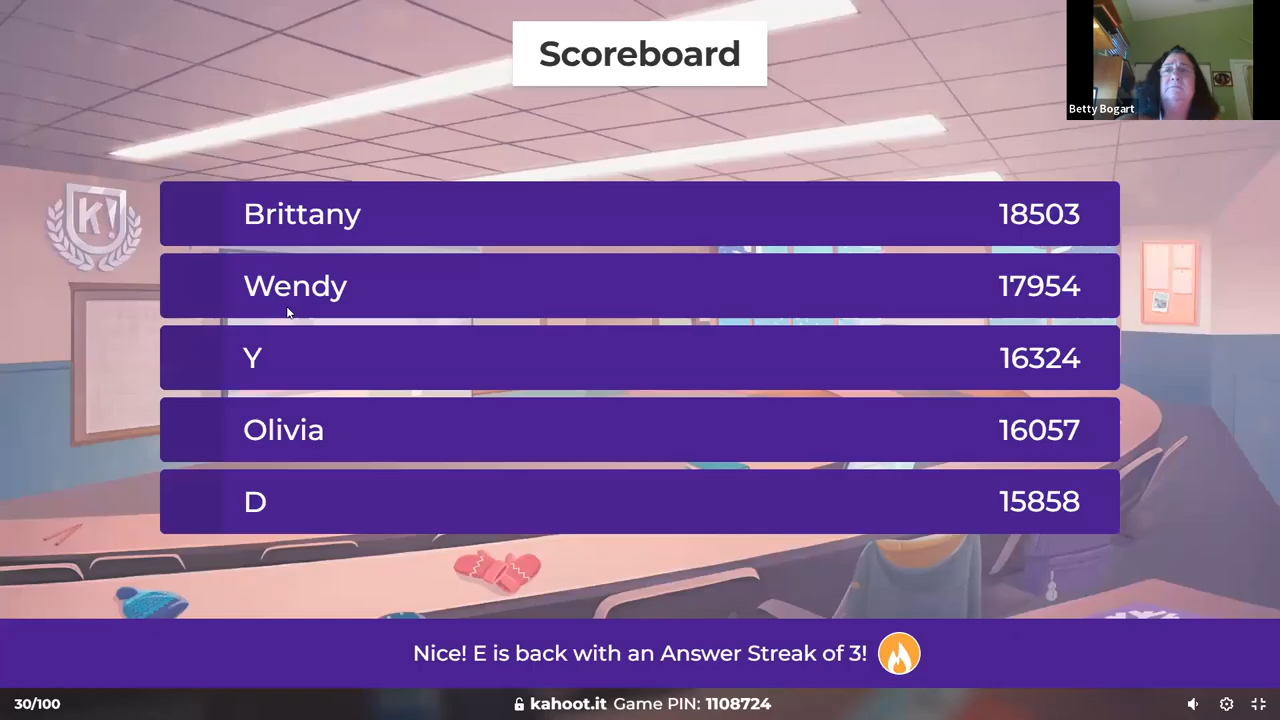 Scoreboard
Betty Bogart
K!
Brittany 18503
Wendy 17954
Y 16324
Olivia 16057
D 15858
Nice! E is back with an Answer Streak of 3!
30/100
kahoot.it Game PIN: 1108724